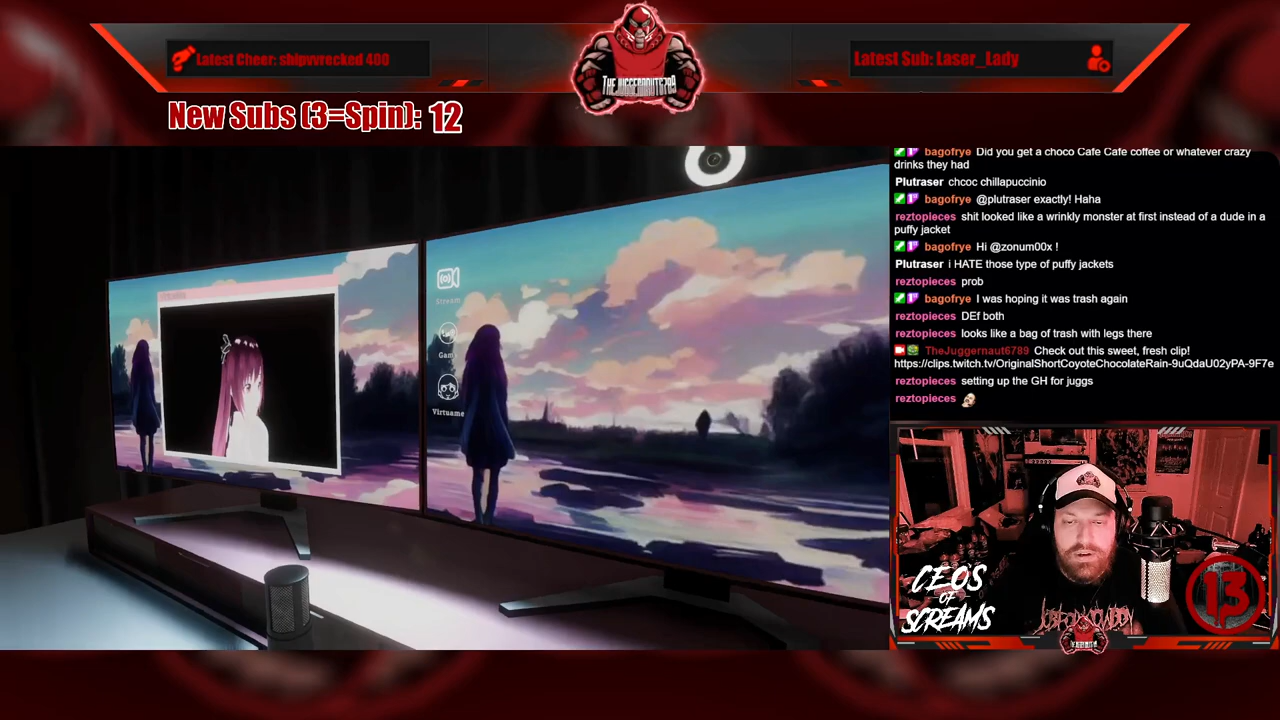 Latest Cheer: shipvvrecked 400
THEJUGGERNAUT6789
Latest Sub: Laser_Lady
New Subs (3=Spin): 12
bagofrye Did you get a choco Cafe Cafe coffee or whatever crazy
drinks they had
Plutraser chcoc chillapuccinio
bagofrye @plutraser exactly! Haha
reztopieces shit looked like a wrinkly monster at first instead of a dude in a
puffy jacket
bagofrye Hi @zonum00x !
Plutraser i HATE those type of puffy jackets
reztopieces prob
bagofrye I was hoping it was trash again
reztopieces DEf both
reztopieces looks like a bag of trash with legs there
TheJuggernaut6789 Check out this sweet, fresh clip!
https://clips.twitch.tv/OriginalShortCoyoteChocolateRain-9uQdaU02yPA-9F7e
reztopieces setting up the GH for juggs
reztopieces
Stream
Game
Virtuame
CEOS
OF
SCREAMS
13